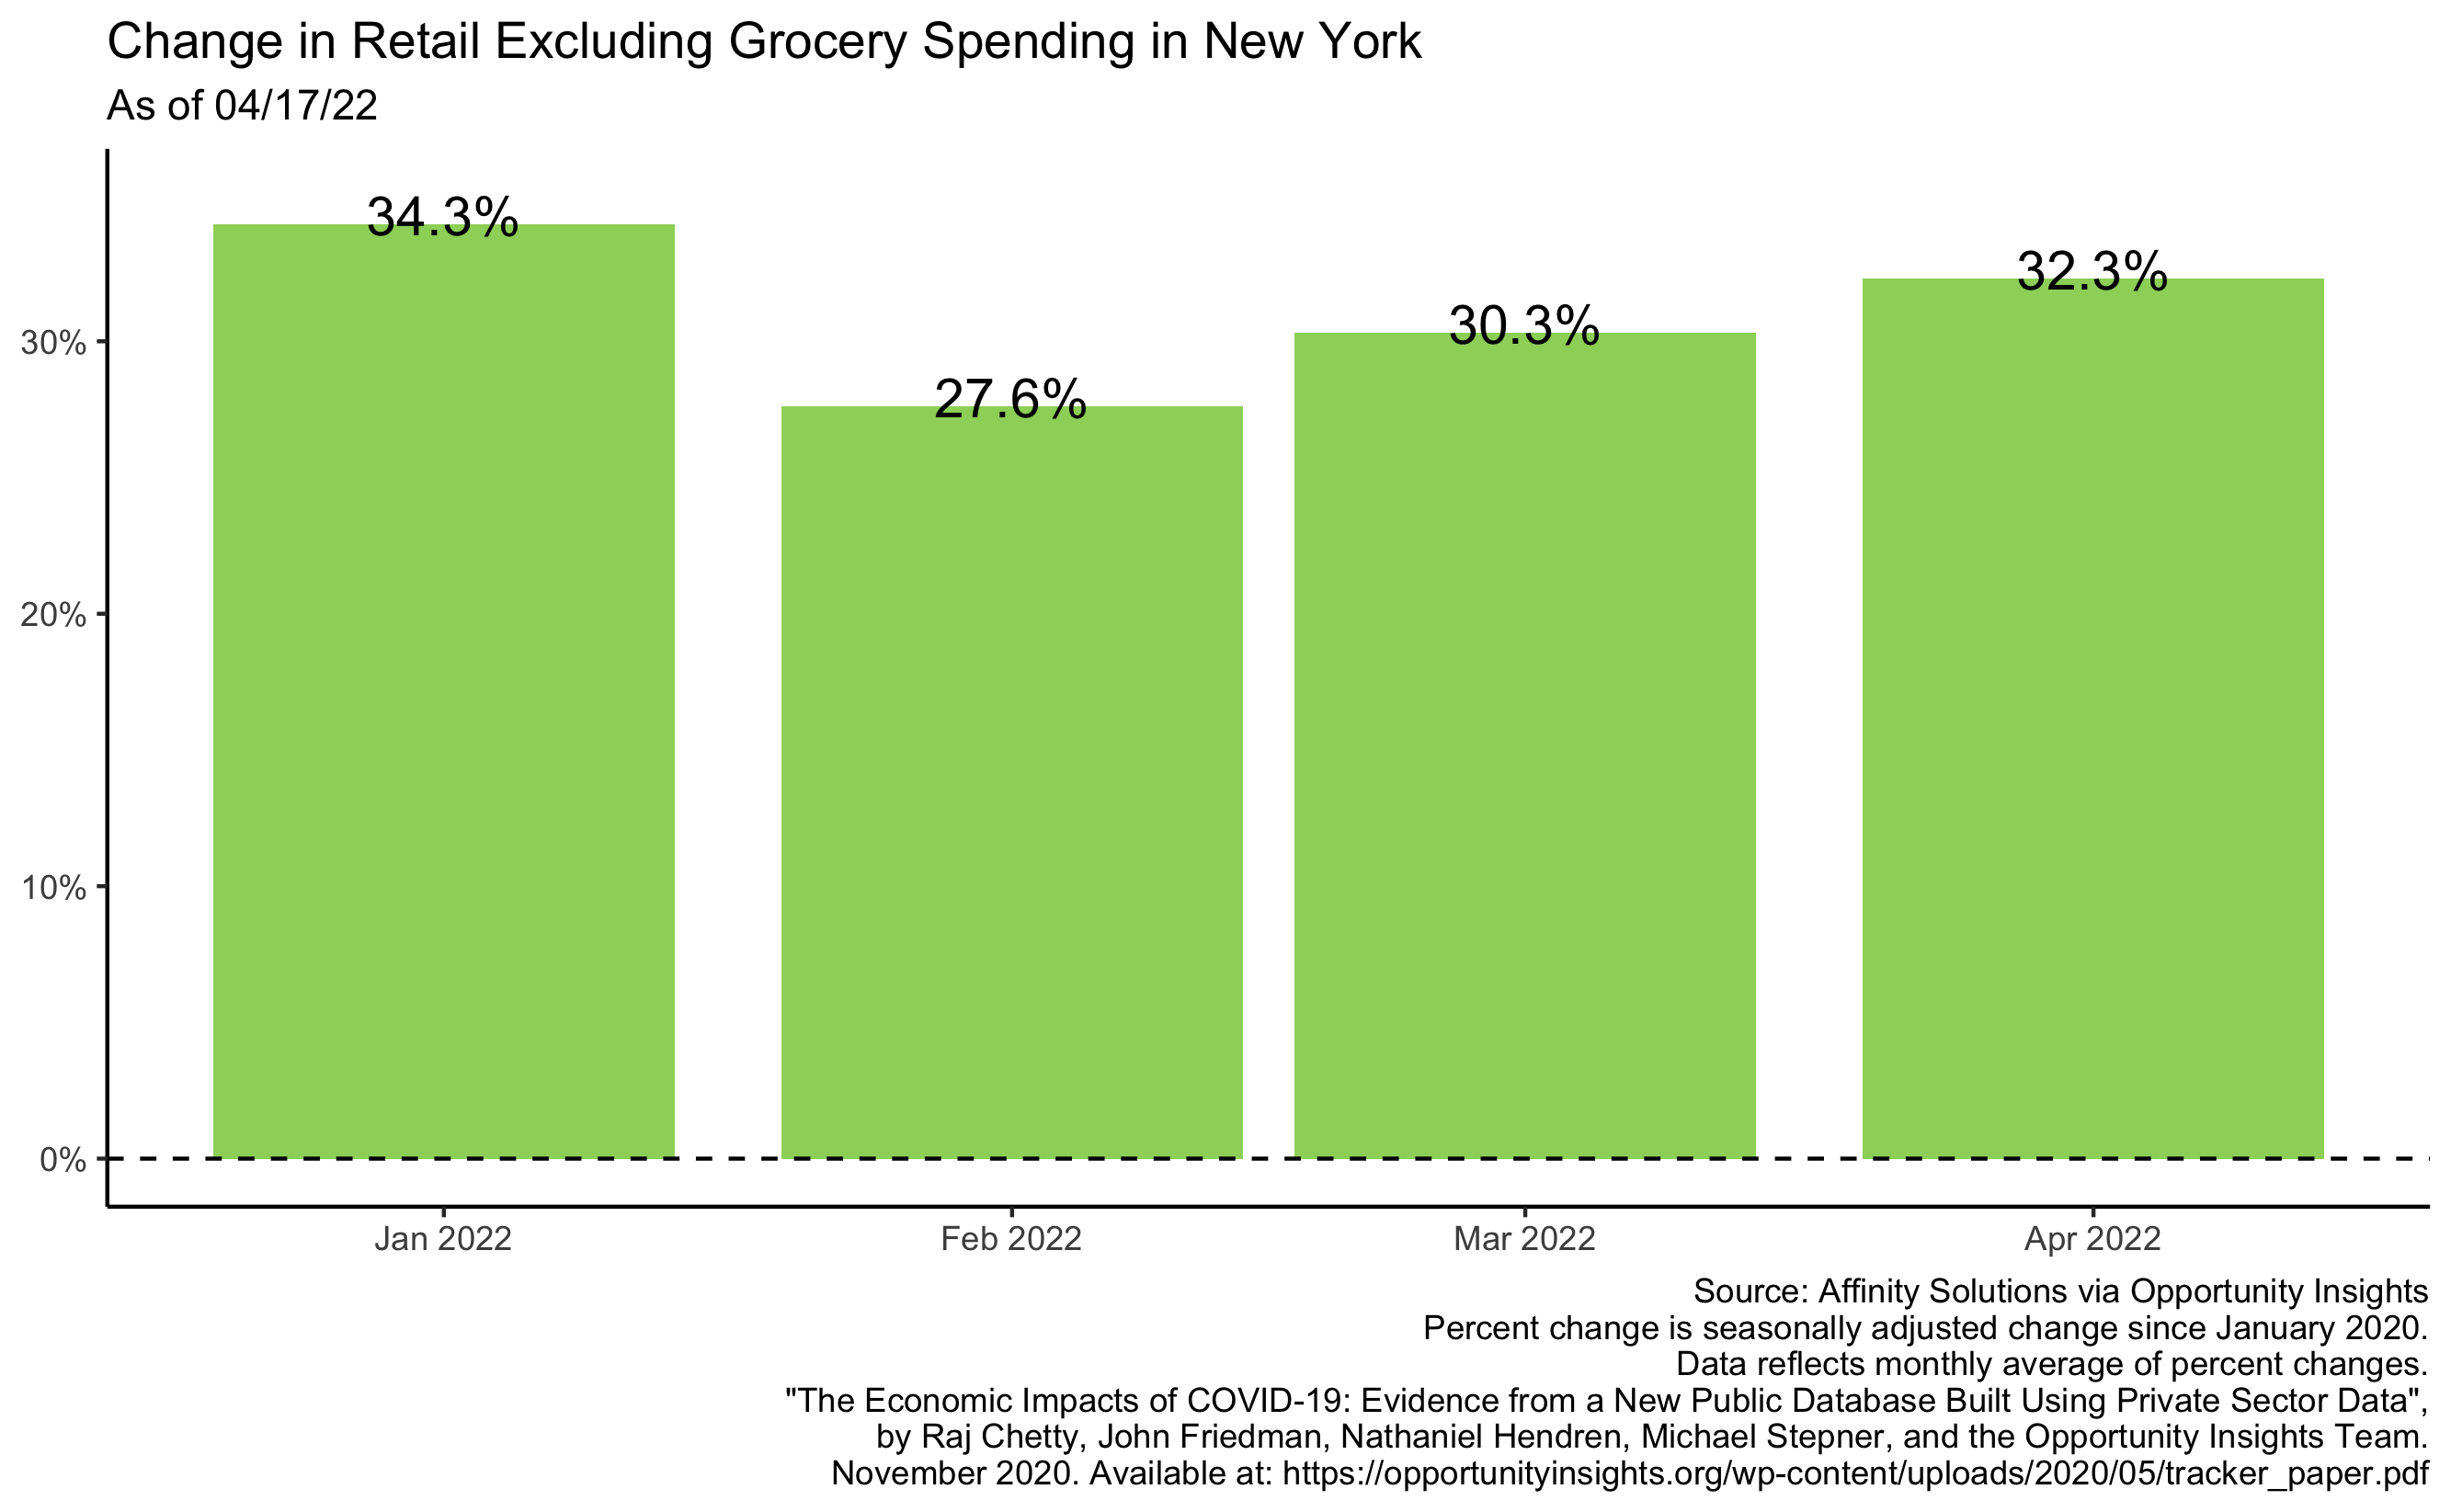 Change in Retail Excluding Grocery Spending in New York
As of 04/17/22
34.3%
27.6%
30.3%
32.3%
30%
20%
10%
0%
Jan 2022
Feb 2022
Mar 2022
Apr 2022
Source: Affinity Solutions via Opportunity Insights
Percent change is seasonally adjusted change since January 2020.
Data reflects monthly average of percent changes.
"The Economic Impacts of COVID-19: Evidence from a New Public Database Built Using Private Sector Data",
by Raj Chetty, John Friedman, Nathaniel Hendren, Michael Stepner, and the Opportunity Insights Team.
November 2020. Available at: https://opportunityinsights.org/wp-content/uploads/2020/05/tracker_paper.pdf